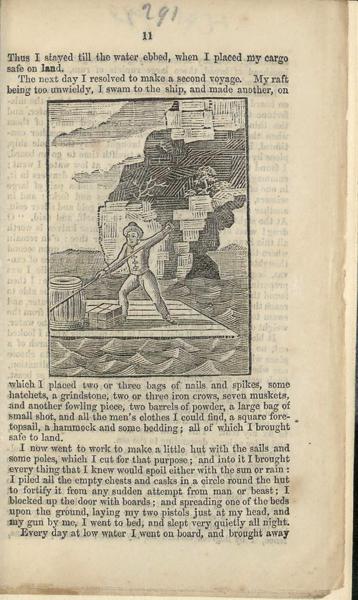 291
11
Thus I stayed till the water ebbed, when I placed my cargo
safe on land.
The next day I resolved to make a second voyage. My raft
being too unwieldy, I swam to the ship, and made another, on
which I placed two or three bags of nails and spikes, some
hatchets, a grindstone, two or three iron crows, seven muskets,
and another fowling piece, two barrels of powder, a large bag of
small shot, and all the men's clothes I could find, a square fore-
topsail, a hammock and some bedding; all of which I brought
safe to land.
I now went to work to make a little hut with the sails and
some poles, which I cut for that purpose; and into it I brought
every thing that I knew would spoil either with the sun or rain:
I piled all the empty chests and casks in a circle round the hut
to fortify it from any sudden attempt from man or beast; I
blocked up the door with boards; and spreading one of the beds
upon the ground, laying my two pistols just at my head, and
my gun by me, I went to bed, and slept very quietly all night.
Every day at low water I went on board, and brought away